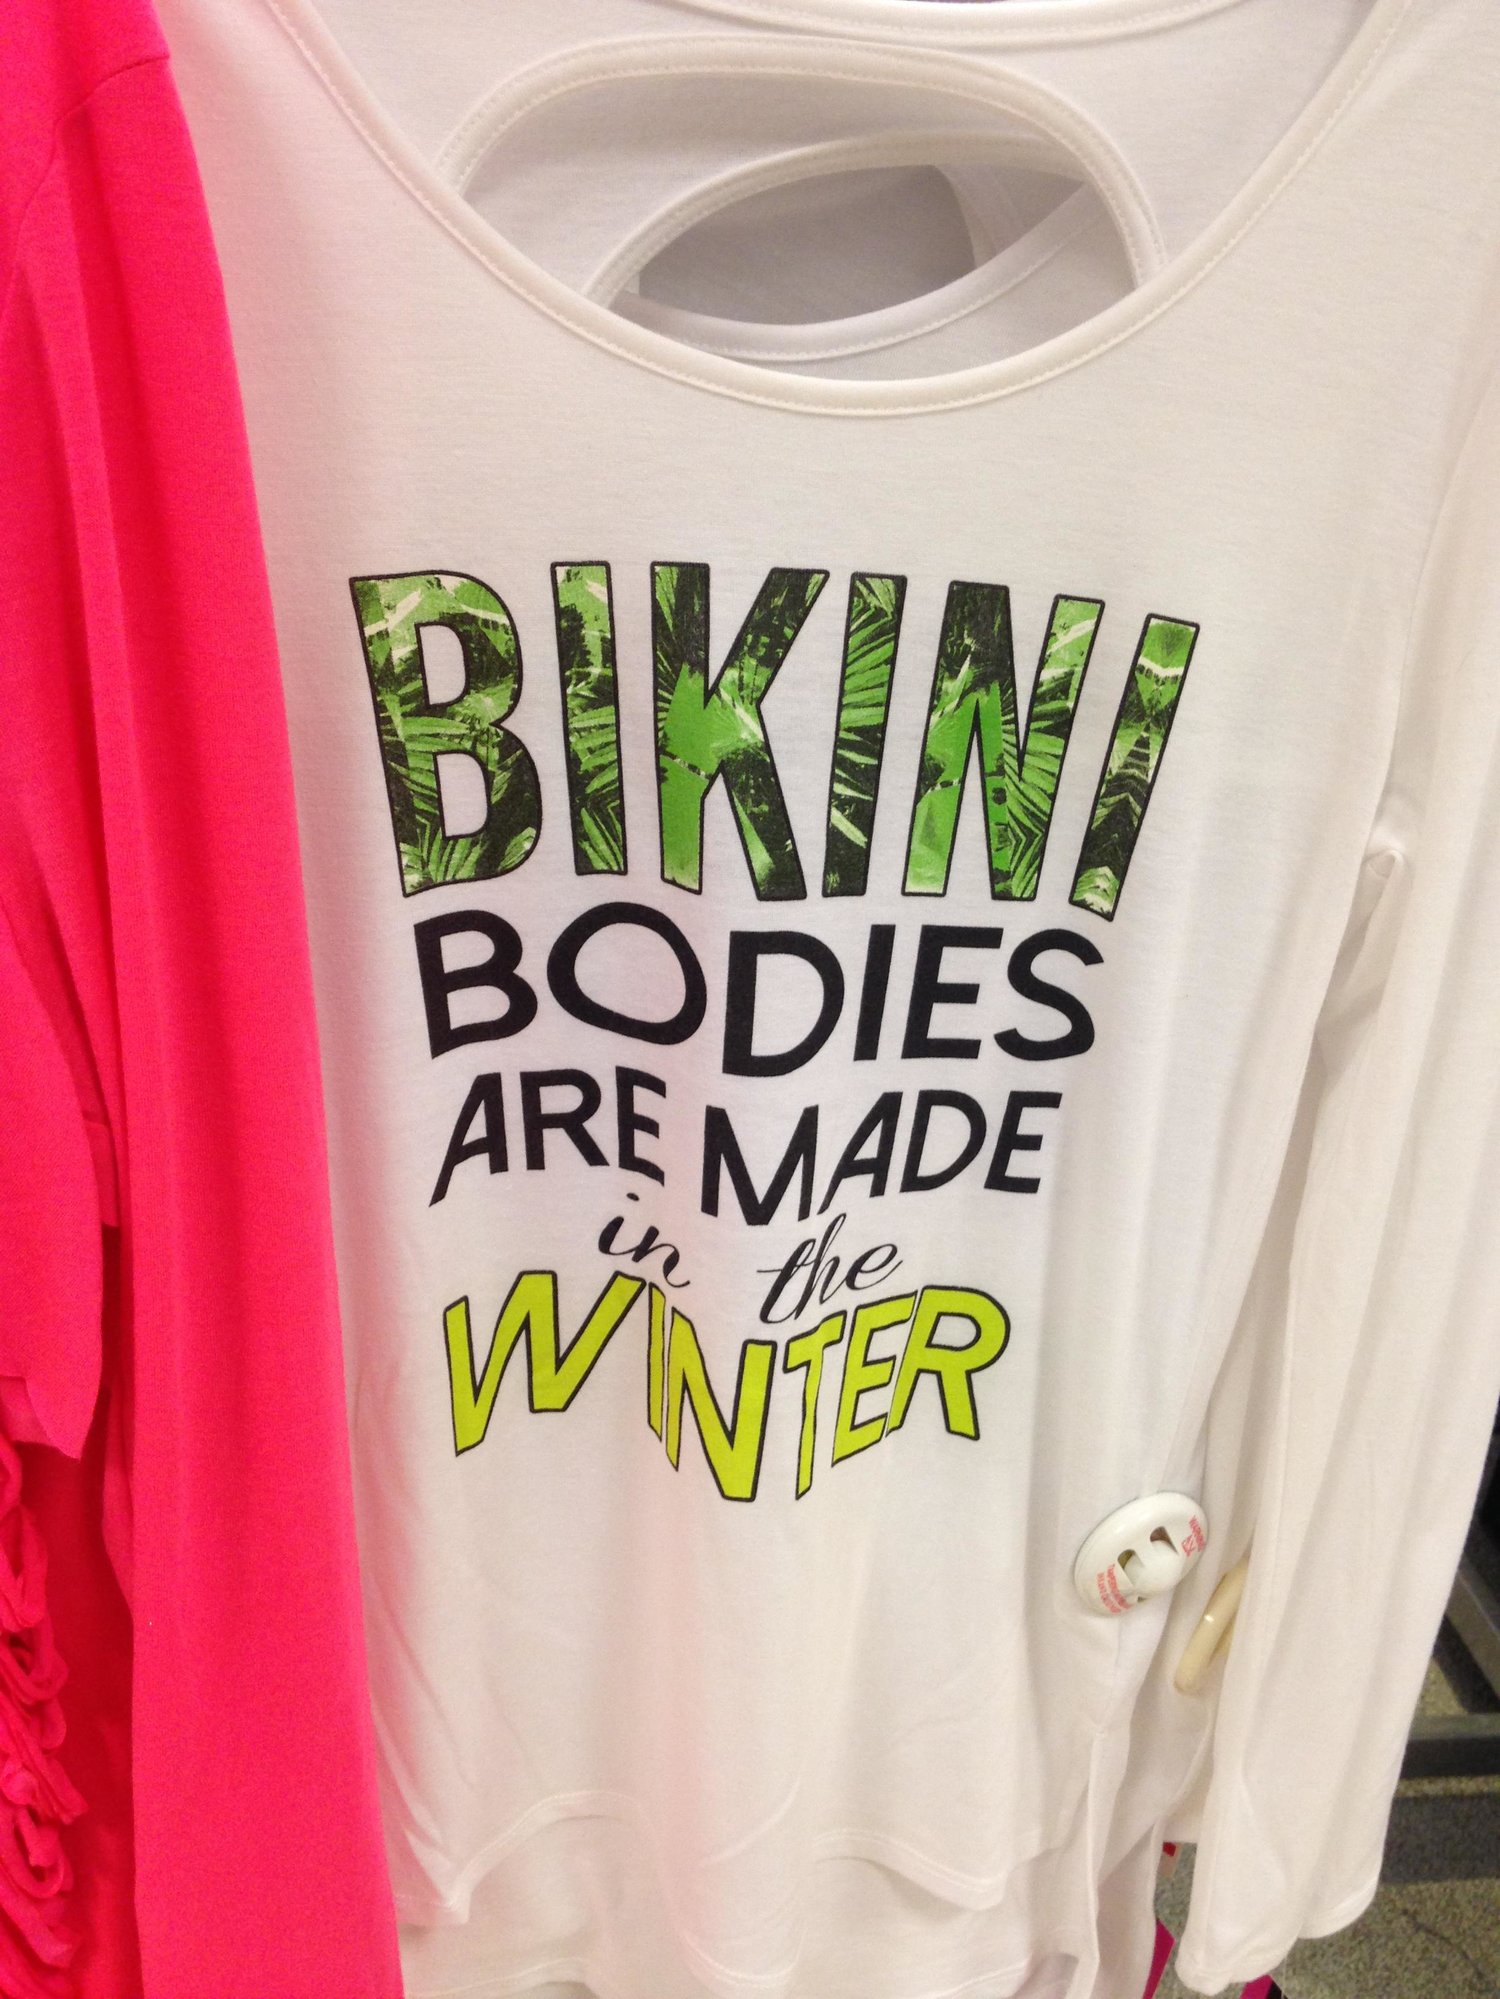 BIKINI
BODIES
ARE MADE
in the
WINTER